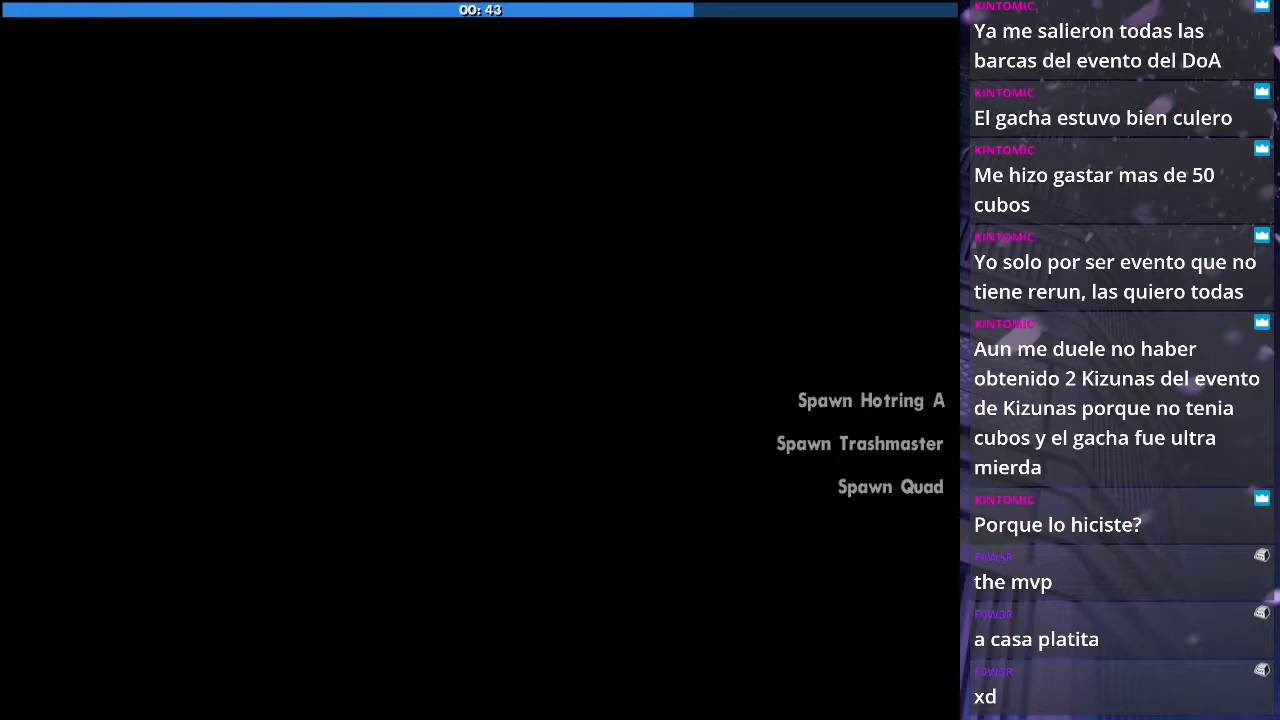 00: 43
Spawn Hotring A
Spawn Trashmaster
Spawn Quad
KINTOMIC
Ya me salieron todas las
barcas del evento del DoA
KINTOMIC
El gacha estuvo bien culero
KINTOMIC
Me hizo gastar mas de 50
cubos
KINTOMIC
Yo solo por ser evento que no
tiene rerun, las quiero todas
KINTOMIC
Aun me duele no haber
obtenido 2 Kizunas del evento
de Kizunas porque no tenia
cubos y el gacha fue ultra
mierda
KINTOMIC
Porque lo hiciste?
the mvp
a casa platita
xd